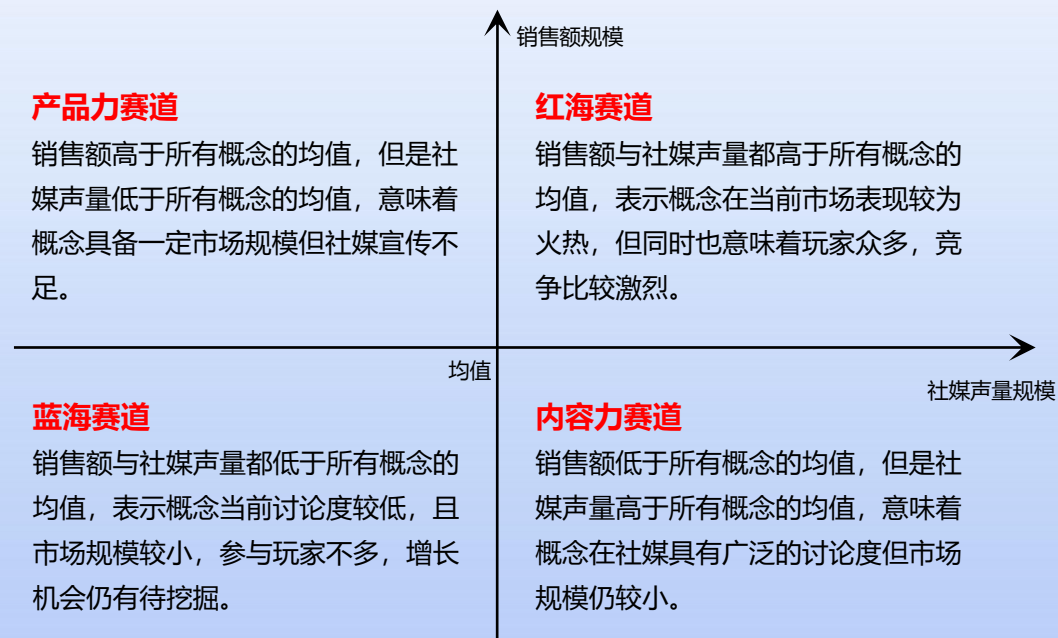 销售额规模
产品力赛道
销售额高于所有概念的均值，但是社
媒声量低于所有概念的均值，意味着
概念具备一定市场规模但社媒宣传不
足。
红海赛道
销售额与社媒声量都高于所有概念的
均值，表示概念在当前市场表现较为
火热，但同时也意味着玩家众多，竞
争比较激烈。
均值
社媒声量规模
蓝海赛道
销售额与社媒声量都低于所有概念的
均值，表示概念当前讨论度较低，且
市场规模较小，参与玩家不多，增长
机会仍有待挖掘。
内容力赛道
销售额低于所有概念的均值，但是社
媒声量高于所有概念的均值，意味着
概念在社媒具有广泛的讨论度但市场
规模仍较小。